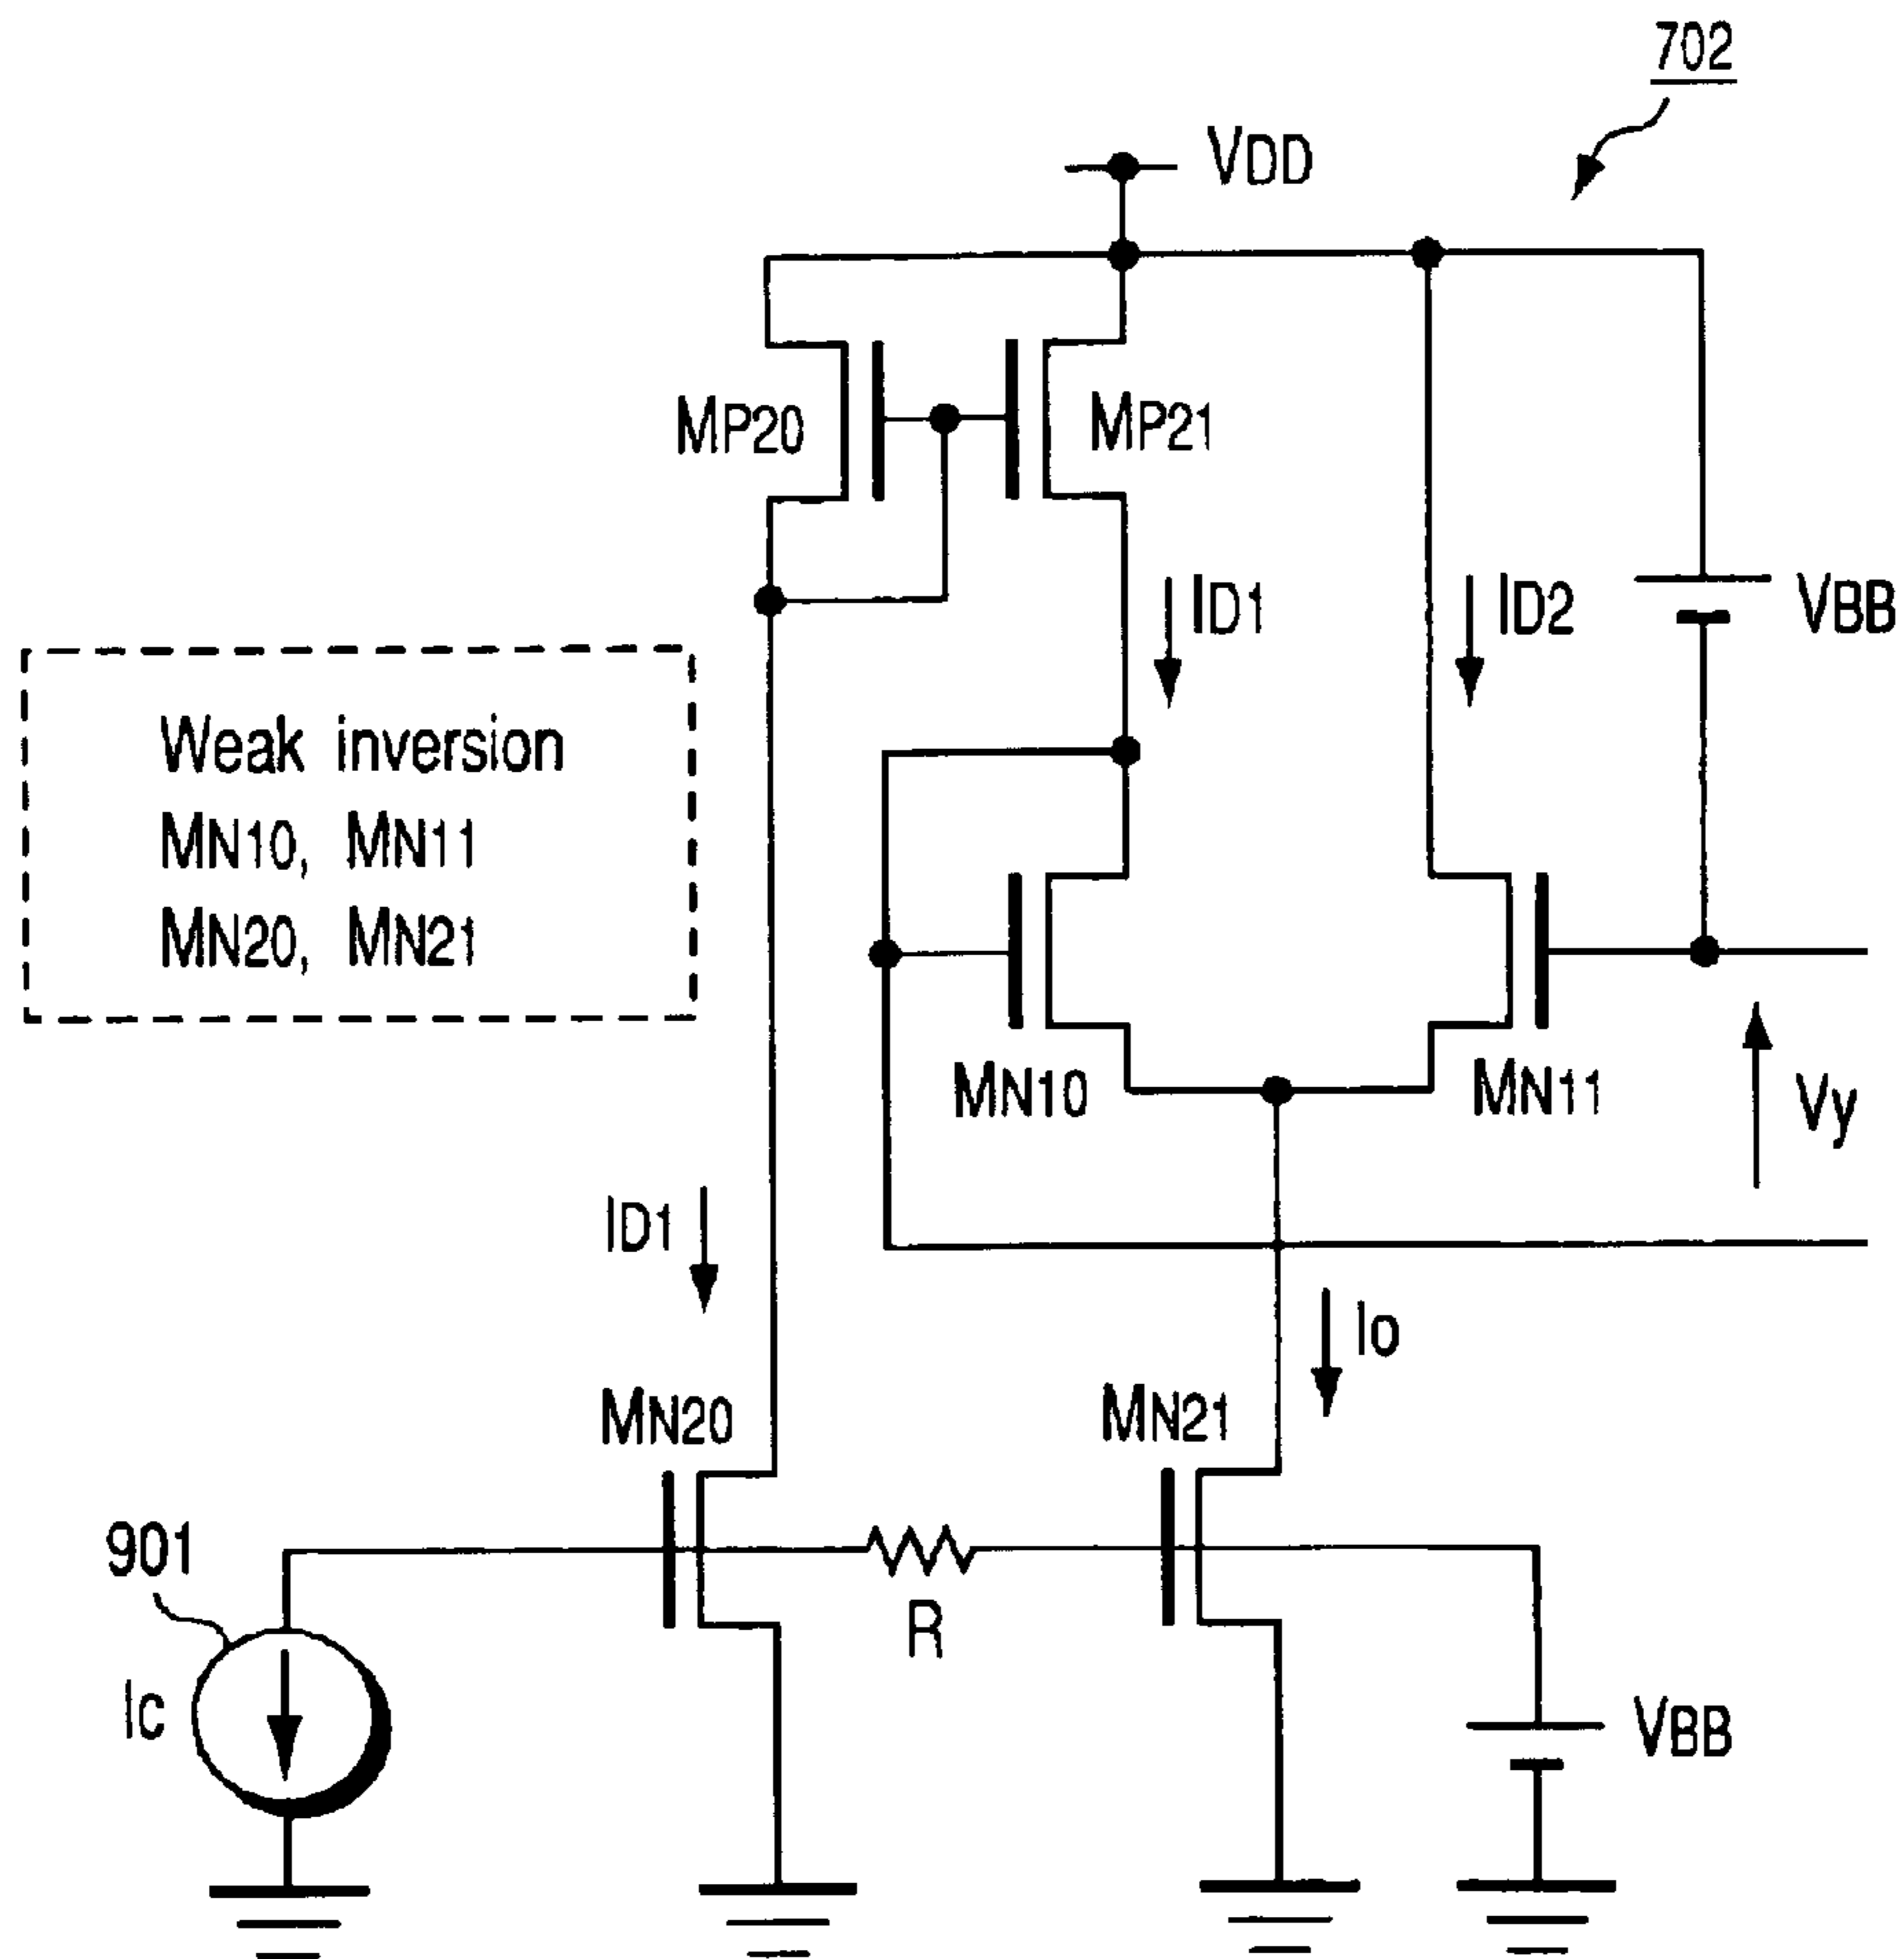 702
VDD
MP20
MP21
ID1
ID2
VBB
Weak inversion
MN10, MN11
MN20, MN21
MN10
MN11
Vy
ID1
Io
MN20
MN21
901
R
Ic
VBB